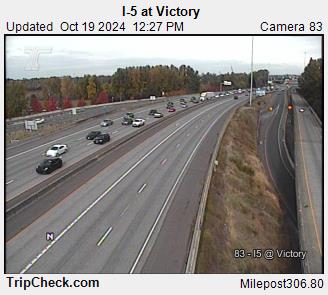 I-5 at Victory
Updated Oct 19 2024 12:27 PM
Camera 83
T
N
83 - I5 @ Victory
TripCheck.com
Milepost306.80